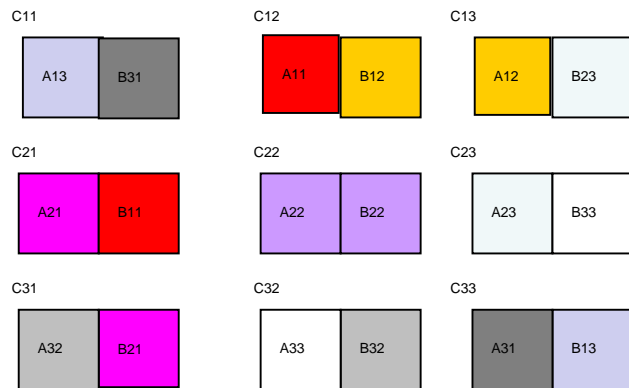 C11 C12 C13
A13 B31 A11 B12 A12 B23
C21 C22 C23
A21 B11 A22 B22 A23 B33
C31 C32 C33
A32 B21 A33 B32 A31 B13